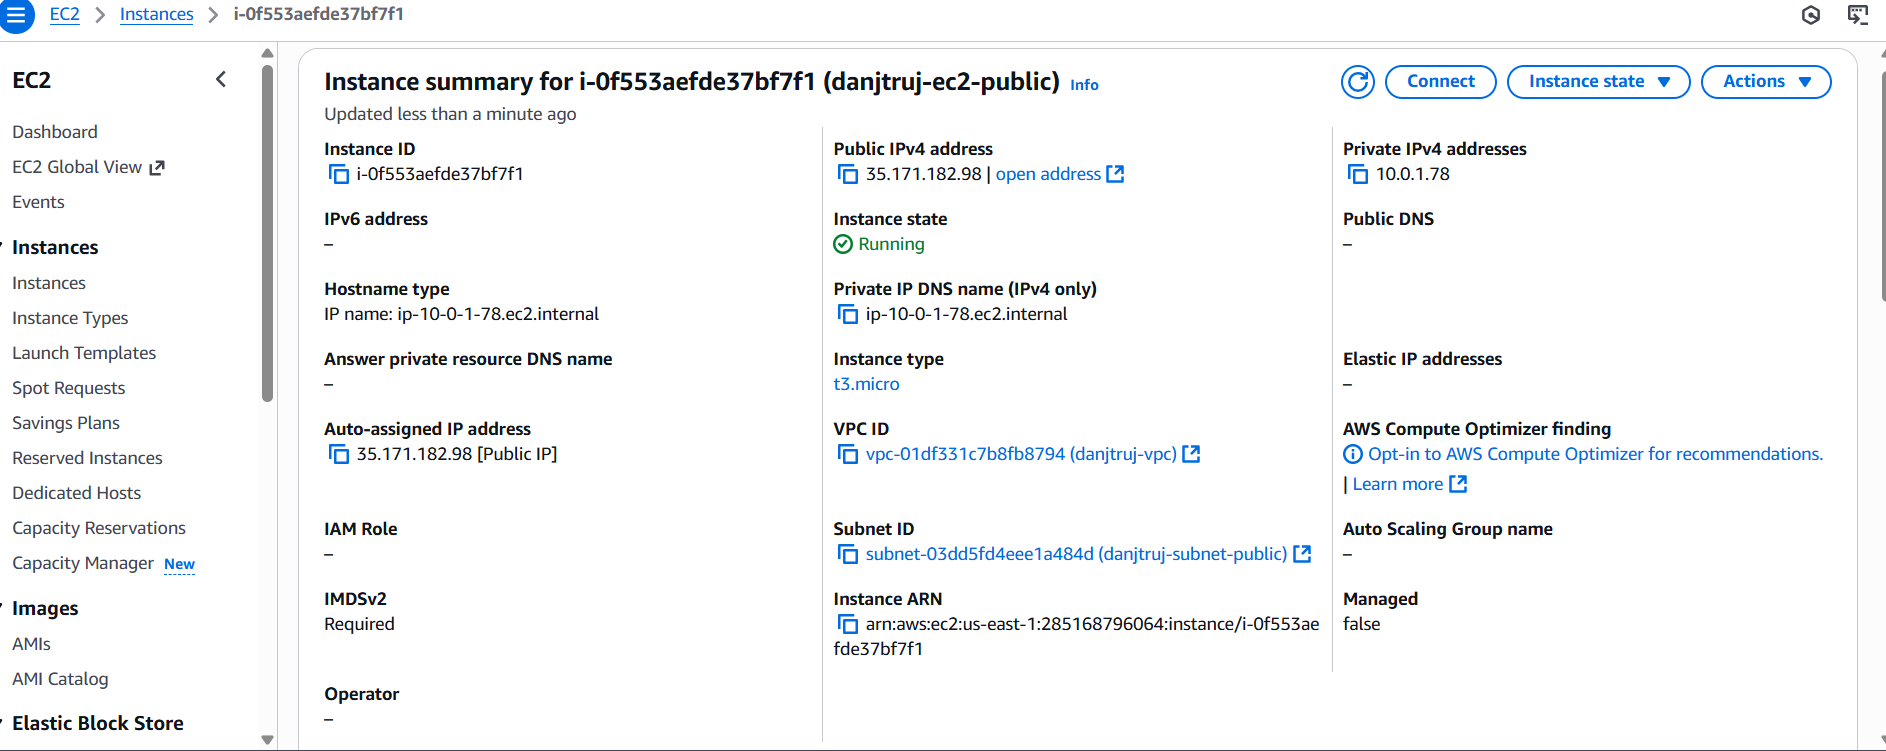 EC2 > Instances > i-0f553aefde37bf7f1
EC2
Dashboard
EC2 Global View
Events
Instances
Instances
Instance Types
Launch Templates
Spot Requests
Savings Plans
Reserved Instances
Dedicated Hosts
Capacity Reservations
Capacity Manager New
Images
AMIs
AMI Catalog
Elastic Block Store
Instance summary for i-0f553aefde37bf7f1 (danjtruj-ec2-public) Info
Connect
Instance state
Actions
Updated less than a minute ago
Instance ID
i-0f553aefde37bf7f1
Public IPv4 address
35.171.182.98 | open address
Private IPv4 addresses
10.0.1.78
IPv6 address
–
Instance state
Running
Public DNS
–
Hostname type
IP name: ip-10-0-1-78.ec2.internal
Private IP DNS name (IPv4 only)
ip-10-0-1-78.ec2.internal
Answer private resource DNS name
–
Instance type
t3.micro
Elastic IP addresses
–
Auto-assigned IP address
35.171.182.98 [Public IP]
VPC ID
vpc-01df331c7b8fb8794 (danjtruj-vpc)
AWS Compute Optimizer finding
Opt-in to AWS Compute Optimizer for recommendations.
| Learn more
IAM Role
–
Subnet ID
subnet-03dd5fd4eee1a484d (danjtruj-subnet-public)
Auto Scaling Group name
–
IMDSv2
Required
Instance ARN
arn:aws:ec2:us-east-1:285168796064:instance/i-0f553ae
fde37bf7f1
Managed
false
Operator
–